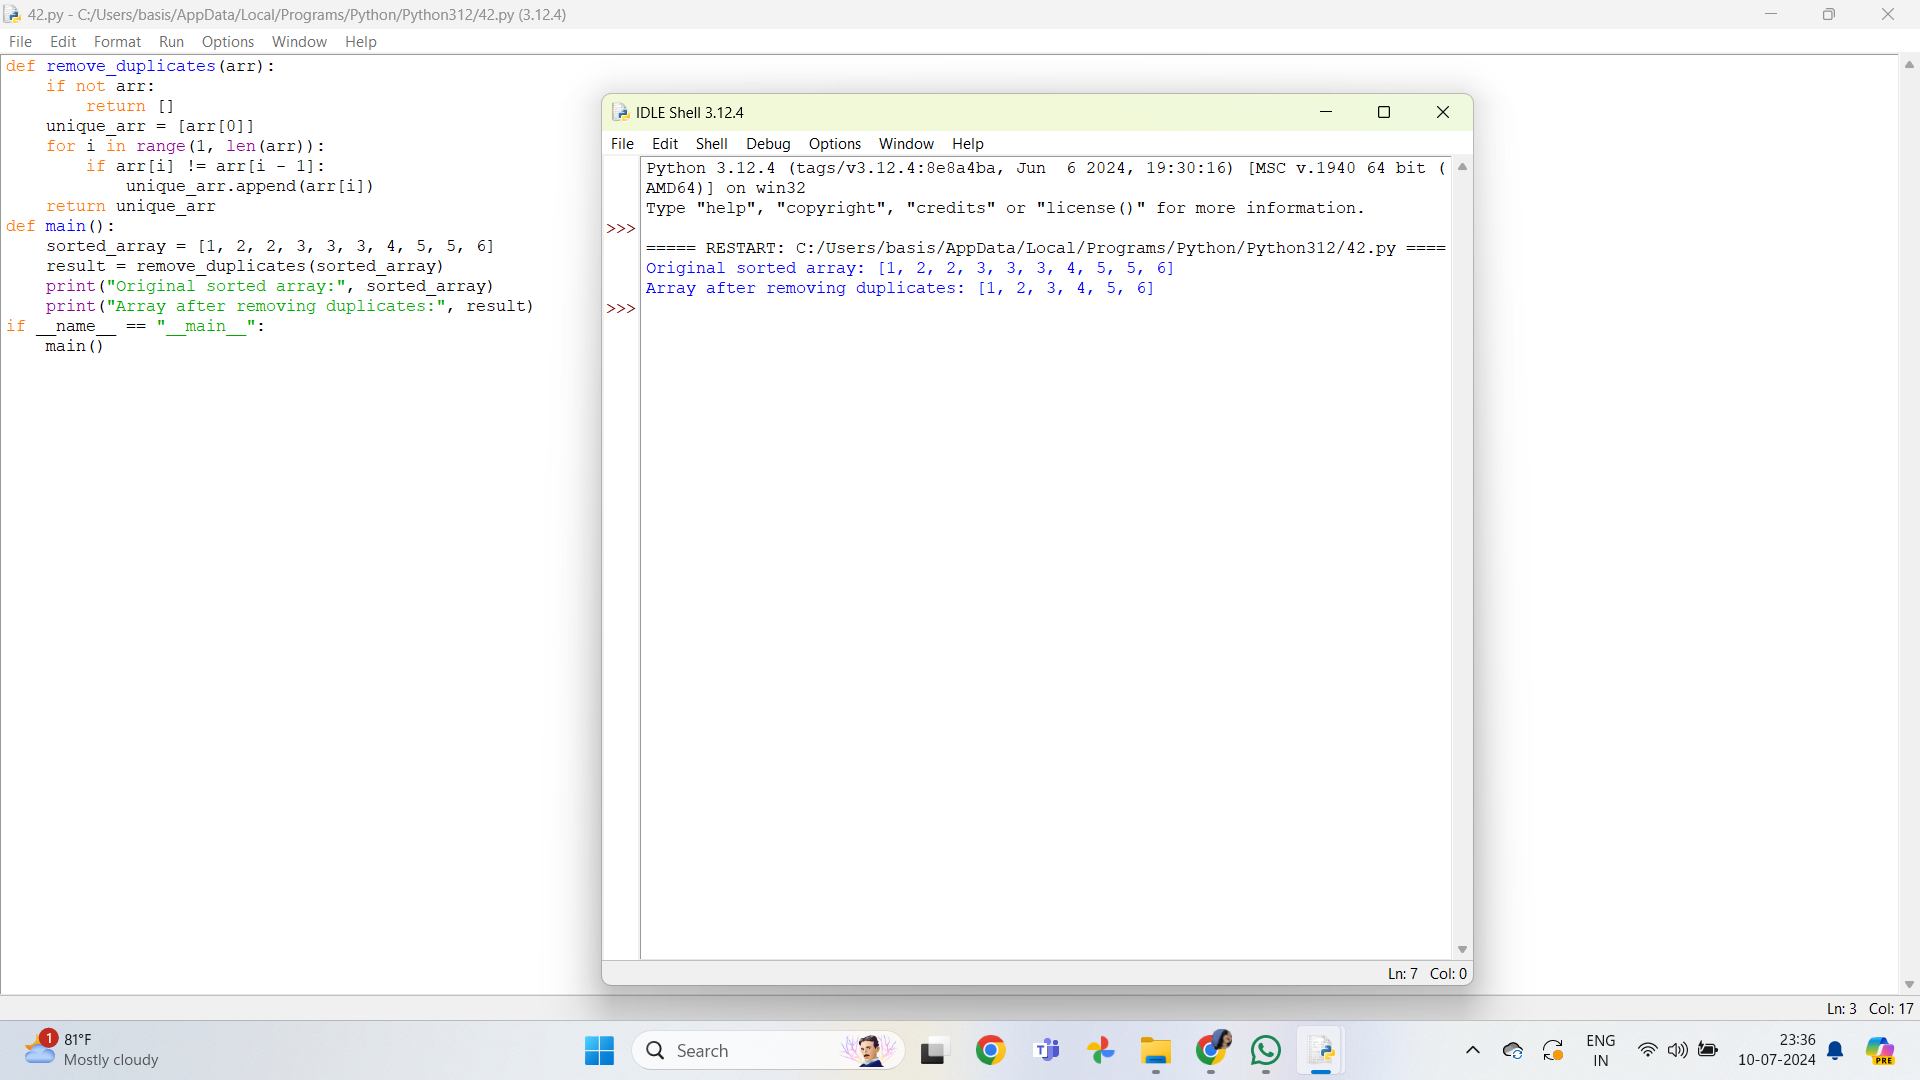 42.py - C:/Users/basis/AppData/Local/Programs/Python/Python312/42.py (3.12.4)
File Edit Format Run Options Window Help
def remove_duplicates(arr):
    if not arr:
        return []
    unique_arr = [arr[0]]
    for i in range(1, len(arr)):
        if arr[i] != arr[i - 1]:
            unique_arr.append(arr[i])
    return unique_arr
def main():
    sorted_array = [1, 2, 2, 3, 3, 3, 4, 5, 5, 6]
    result = remove_duplicates(sorted_array)
    print("Original sorted array:", sorted_array)
    print("Array after removing duplicates:", result)
if __name__ == "__main__":
    main()
IDLE Shell 3.12.4
File Edit Shell Debug Options Window Help
Python 3.12.4 (tags/v3.12.4:8e8a4ba, Jun  6 2024, 19:30:16) [MSC v.1940 64 bit (
AMD64)] on win32
Type "help", "copyright", "credits" or "license()" for more information.
>>>
===== RESTART: C:/Users/basis/AppData/Local/Programs/Python/Python312/42.py ====
Original sorted array: [1, 2, 2, 3, 3, 3, 4, 5, 5, 6]
Array after removing duplicates: [1, 2, 3, 4, 5, 6]
>>>
Ln: 7 Col: 0
Ln: 3 Col: 17
1
81°F
Mostly cloudy
Search
ENG
IN
23:36
10-07-2024
PRE